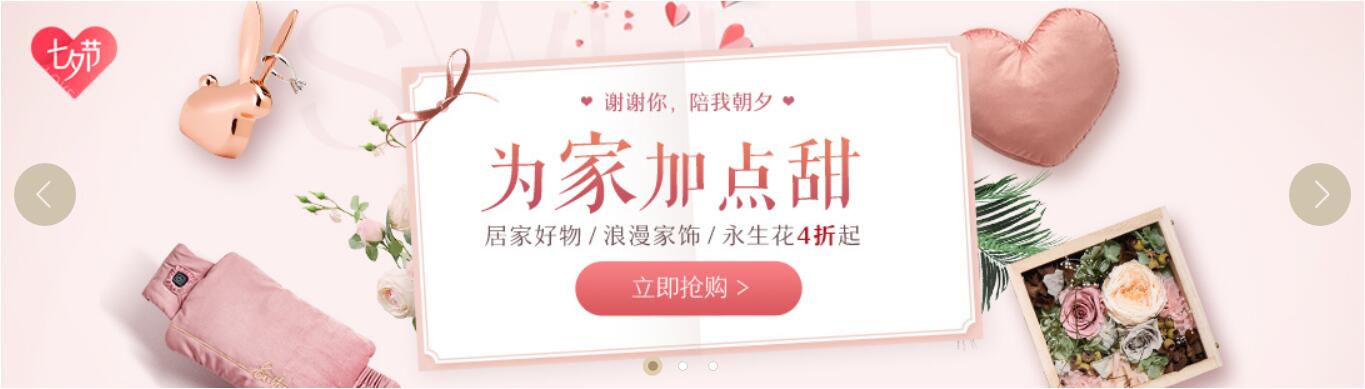 七夕节
SWEET
谢谢你，陪我朝夕
为家加点甜
居家好物 / 浪漫家饰 / 永生花4折起
立即抢购 >